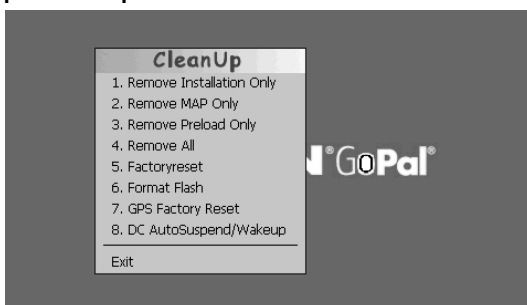 CleanUp
1. Remove Installation Only
2. Remove MAP Only
3. Remove Preload Only
4. Remove All
5. Factoryreset
6. Format Flash
7. GPS Factory Reset
8. DC AutoSuspend/Wakeup
Exit
N®GoPal®